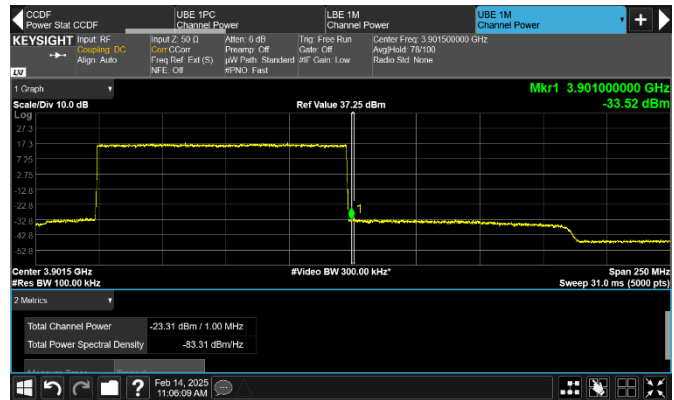 CCDF
Power Stat CCDF
UBE 1PC
Channel Power
LBE 1M
Channel Power
UBE 1M
Channel Power
KEYSIGHT
Input: RF
Coupling: DC
Align: Auto
Input Z: 50 Ω
Corr CCorr
Freq Ref: Ext (S)
NFE: Off
Atten: 6 dB
Preamp: Off
µW Path: Standard
#PNO: Fast
Trig: Free Run
Gate: Off
#IF Gain: Low
Center Freq: 3.901500000 GHz
Avg|Hold: 78/100
Radio Std: None
LXI
1 Graph
Mkr1 3.901000000 GHz
Scale/Div 10.0 dB
Ref Value 37.25 dBm
-33.52 dBm
Log
27.3
17.3
7.25
-2.75
-12.8
-22.8
-32.8
-42.8
-52.8
1
Center 3.9015 GHz
#Video BW 300.00 kHz*
Span 250 MHz
#Res BW 100.00 kHz
Sweep 31.0 ms (5000 pts)
2 Metrics
Total Channel Power
-23.31 dBm / 1.00 MHz
Total Power Spectral Density
-83.31 dBm/Hz
?
Feb 14, 2025
11:06:09 AM